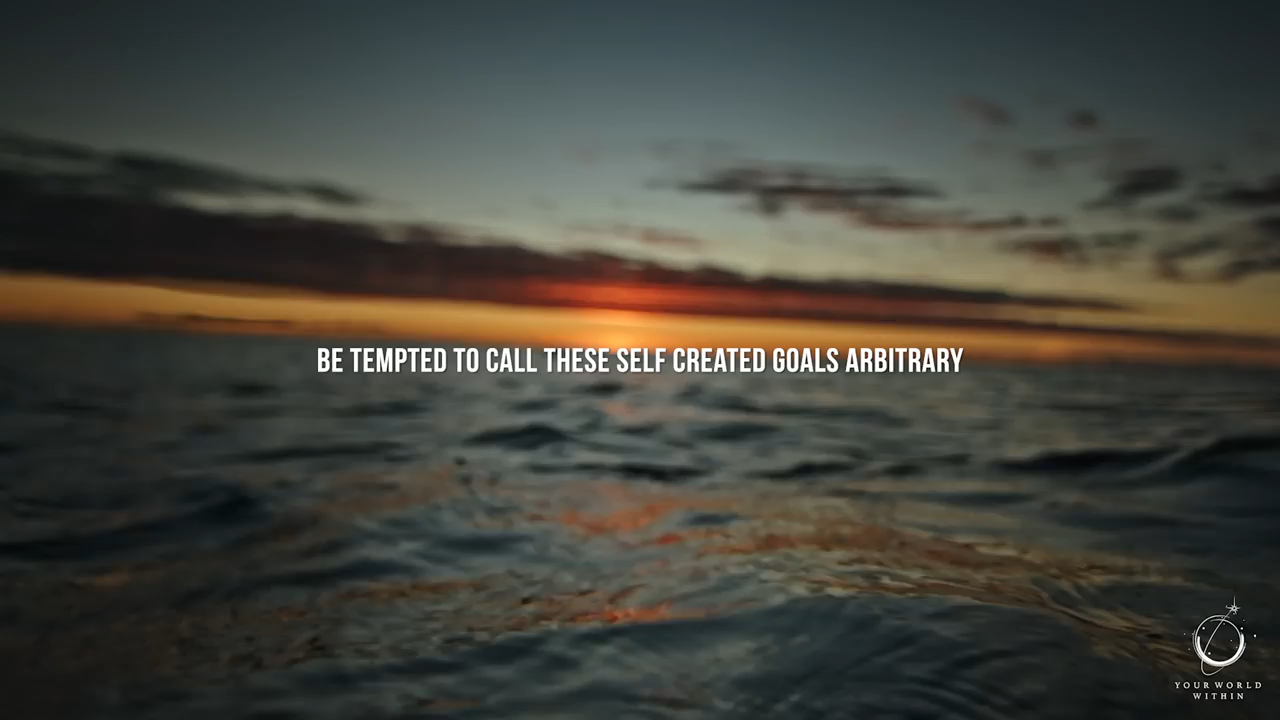 BE TEMPTED TO CALL THESE SELF CREATED GOALS ARBITRARY
YOUR WORLD
WITHIN